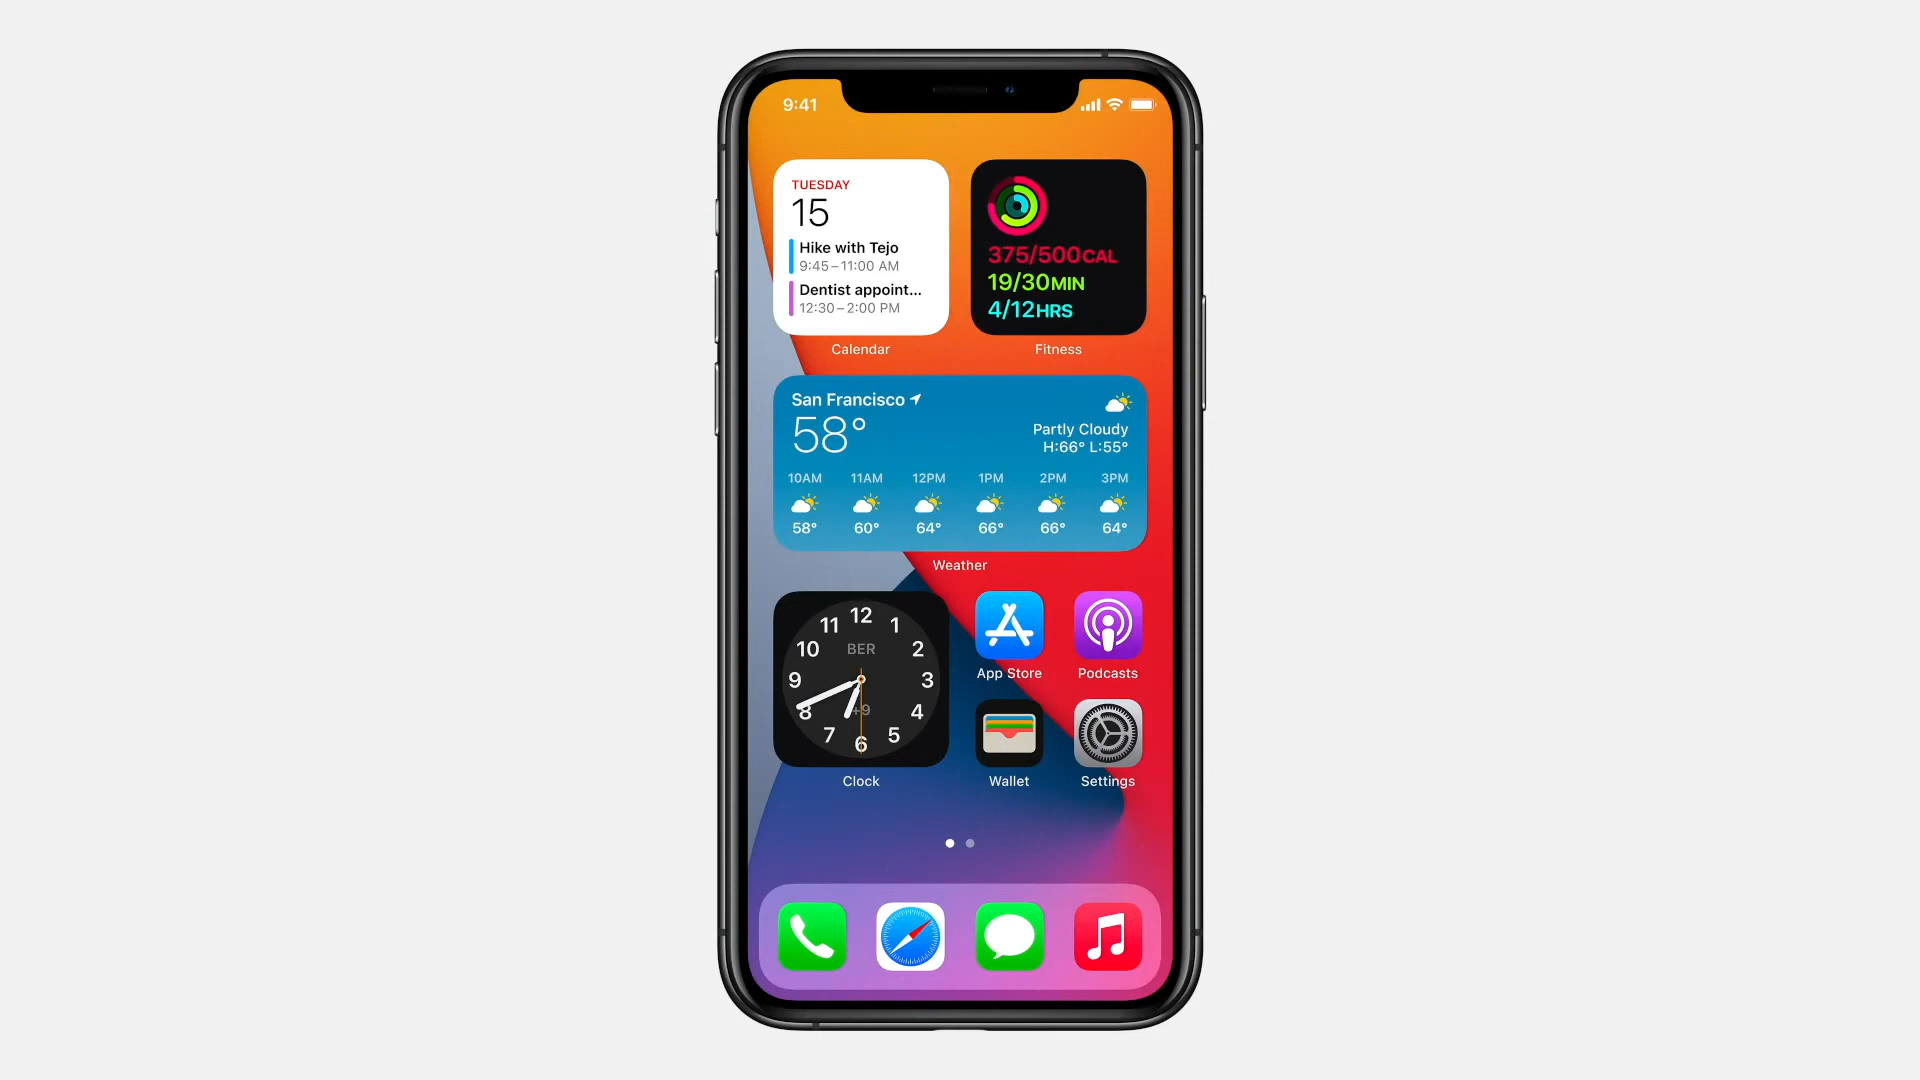 9:41
TUESDAY
15
Hike with Tejo
9:45–11:00 AM
Dentist appoint...
12:30–2:00 PM
Calendar
375/500CAL
19/30MIN
4/12HRS
Fitness
San Francisco
58°
Partly Cloudy
H:66° L:55°
10AM 11AM 12PM 1PM 2PM 3PM
58° 60° 64° 66° 66° 64°
Weather
12
11 1
10 BER 2
9 3
8 +9 4
7 5
6
Clock
App Store
Podcasts
Wallet
Settings